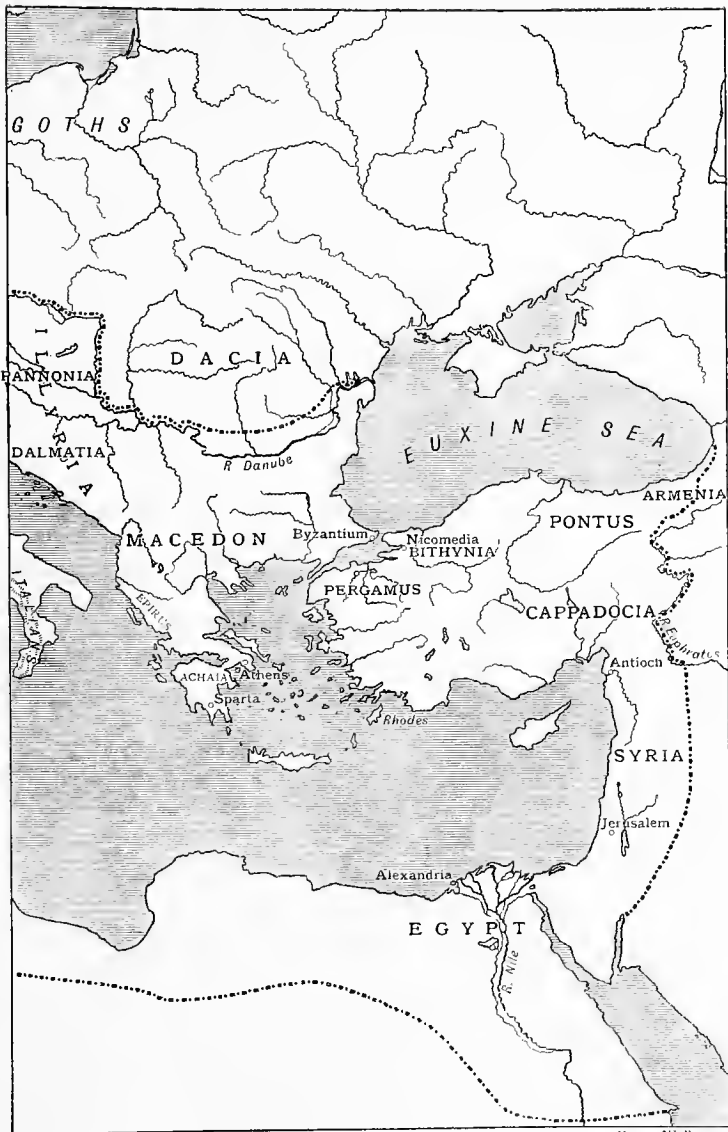 GOTHS
ILLYRIA
PANNONIA
DACIA
DALMATIA
R Danube
EUXINE SEA
ARMENIA
PONTUS
MACEDON
Byzantium
Nicomedia
BITHYNIA
PERGAMUS
CAPPADOCIA
ITALIANS
EPIRUS
R Euphrates
Antioch
ACHAIA
Athens
Sparta
Rhodes
SYRIA
Jerusalem
Alexandria
EGYPT
R. Nile